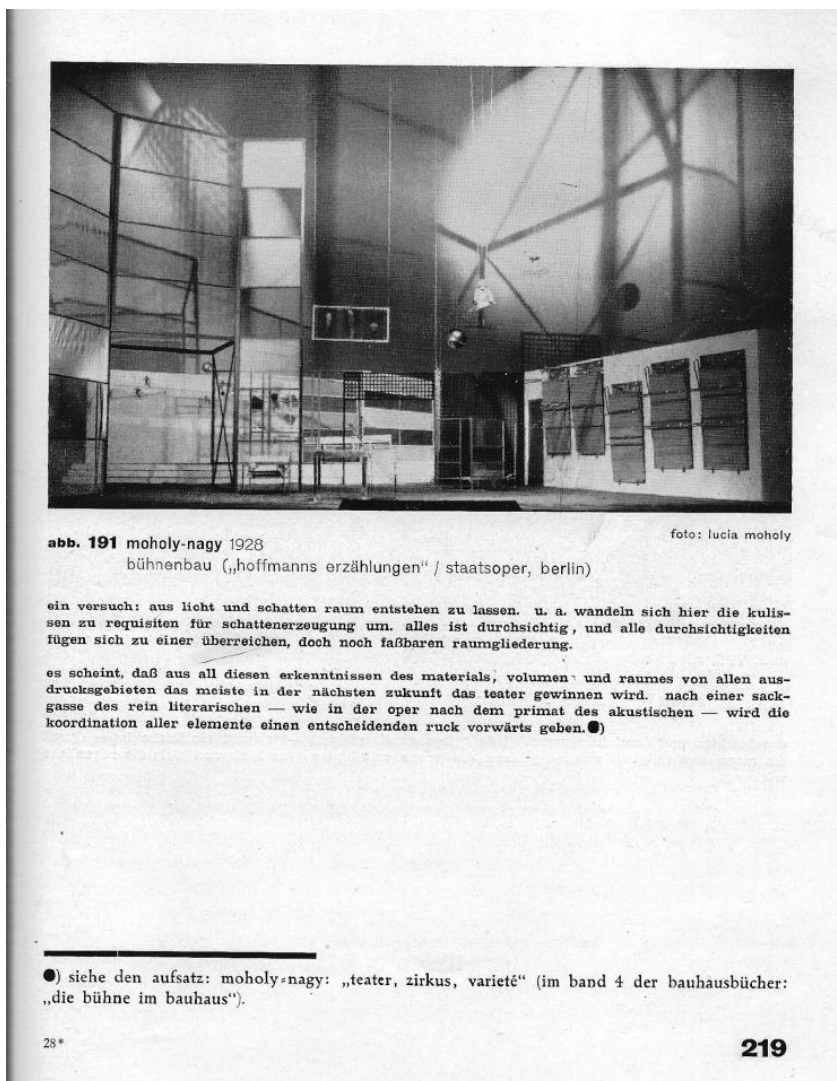 abb. 191 moholy-nagy 1928
foto: lucia moholy
bühnenbau („hoffmanns erzählungen“ / staatsoper, berlin)
ein versuch: aus licht und schatten raum entstehen zu lassen. u. a. wandeln sich hier die kulis-
sen zu requisiten für schattenerzeugung um. alles ist durchsichtig, und alle durchsichtigkeiten
fügen sich zu einer überreichen, doch noch faßbaren raumgliederung.
es scheint, daß aus all diesen erkenntnissen des materials, volumen und raumes von allen aus-
drucksgebieten das meiste in der nächsten zukunft das teater gewinnen wird. nach einer sack-
gasse des rein literarischen — wie in der oper nach dem primat des akustischen — wird die
koordination aller elemente einen entscheidenden ruck vorwärts geben.●)
●) siehe den aufsatz: moholy-nagy: „teater, zirkus, varieté“ (im band 4 der bauhausbücher:
„die bühne im bauhaus“).
28*
219